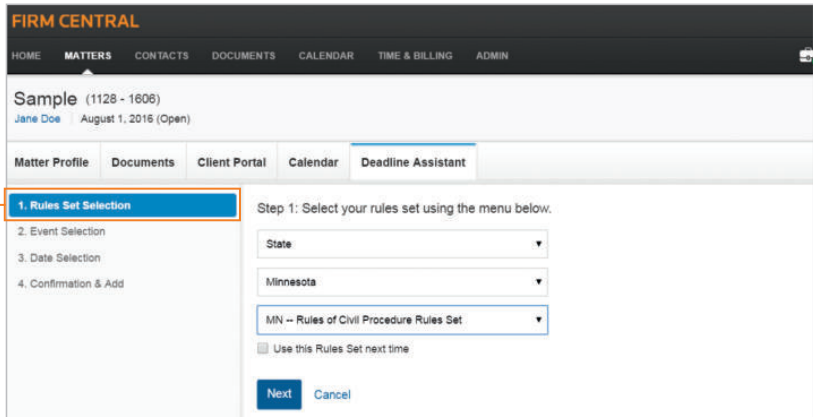 FIRM CENTRAL
HOME MATTERS CONTACTS DOCUMENTS CALENDAR TIME & BILLING ADMIN
Sample (1128 - 1606)
Jane Doe August 1, 2016 (Open)
Matter Profile Documents Client Portal Calendar Deadline Assistant
1. Rules Set Selection
2. Event Selection
3. Date Selection
4. Confirmation & Add
Step 1: Select your rules set using the menu below.
State
Minnesota
MN -- Rules of Civil Procedure Rules Set
Use this Rules Set next time
Next Cancel